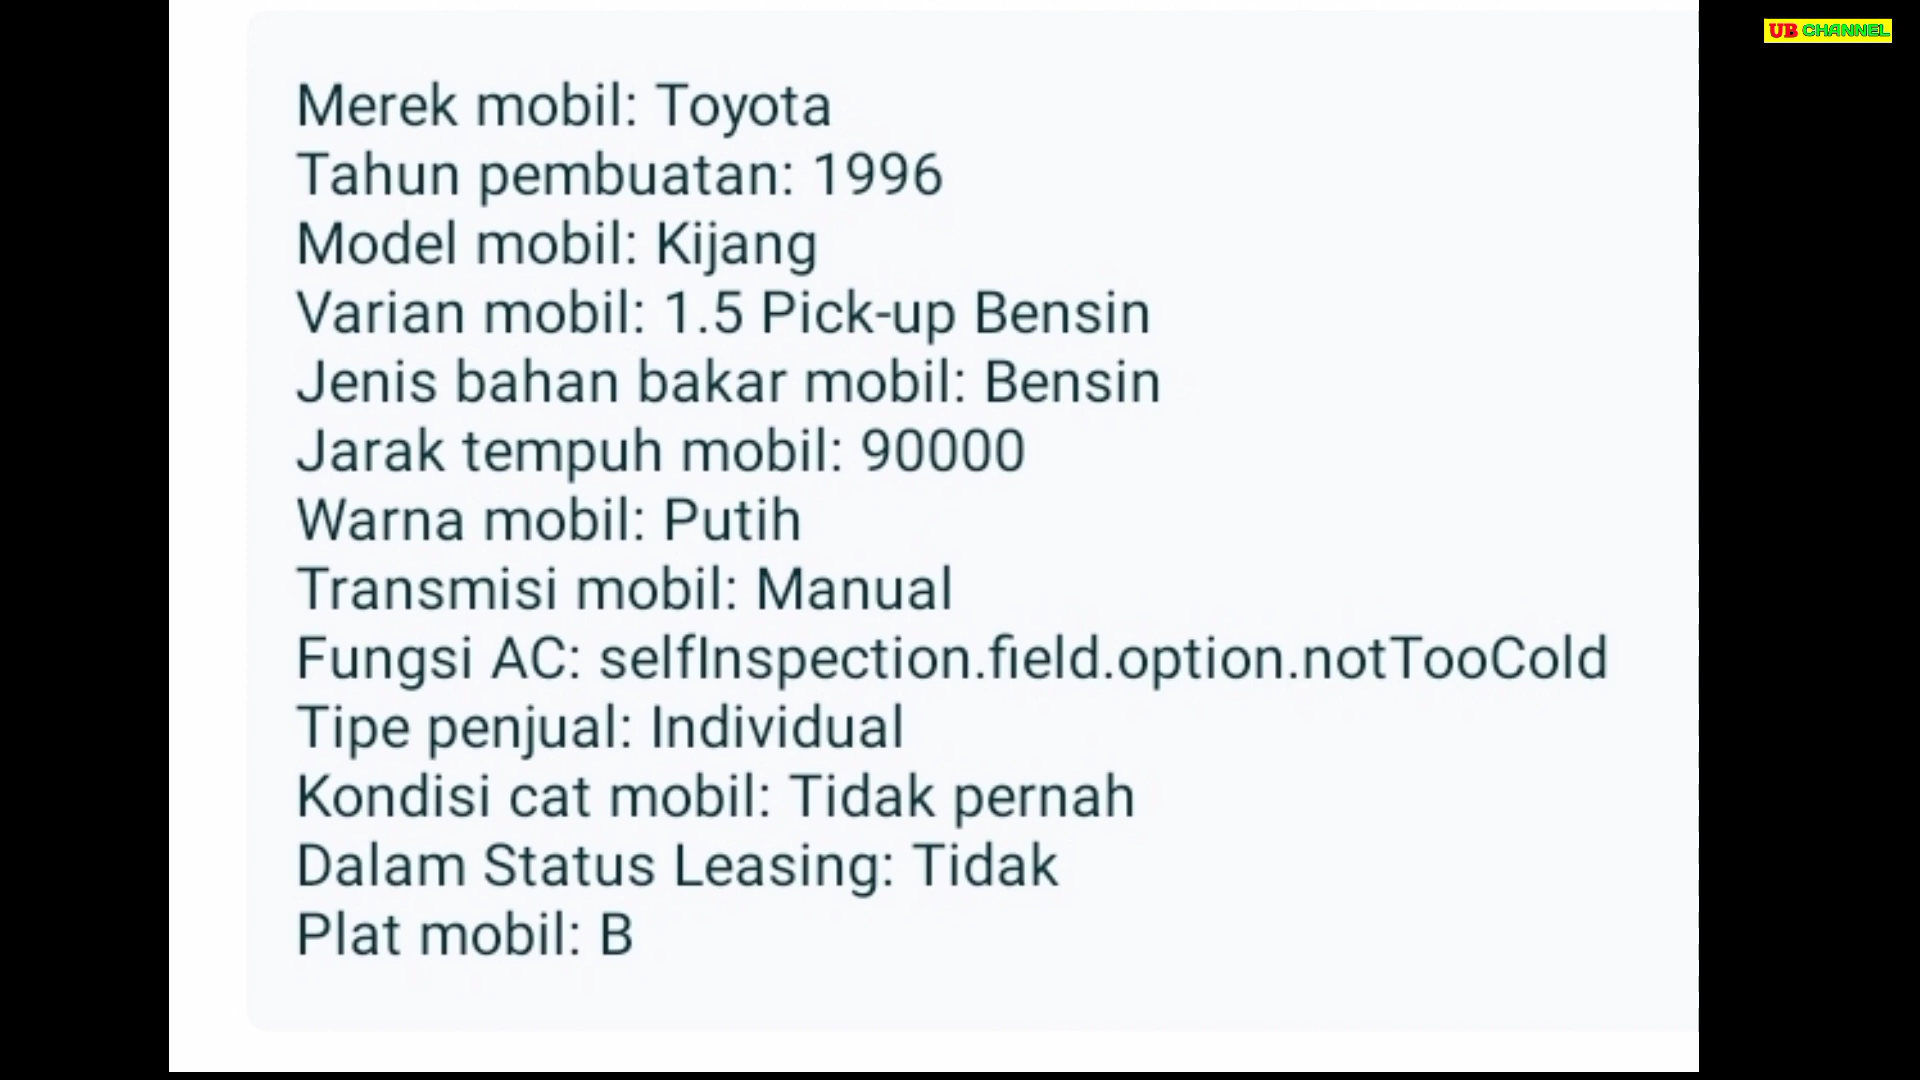 UB CHANNEL
Merek mobil: Toyota
Tahun pembuatan: 1996
Model mobil: Kijang
Varian mobil: 1.5 Pick-up Bensin
Jenis bahan bakar mobil: Bensin
Jarak tempuh mobil: 90000
Warna mobil: Putih
Transmisi mobil: Manual
Fungsi AC: selfInspection.field.option.notTooCold
Tipe penjual: Individual
Kondisi cat mobil: Tidak pernah
Dalam Status Leasing: Tidak
Plat mobil: B